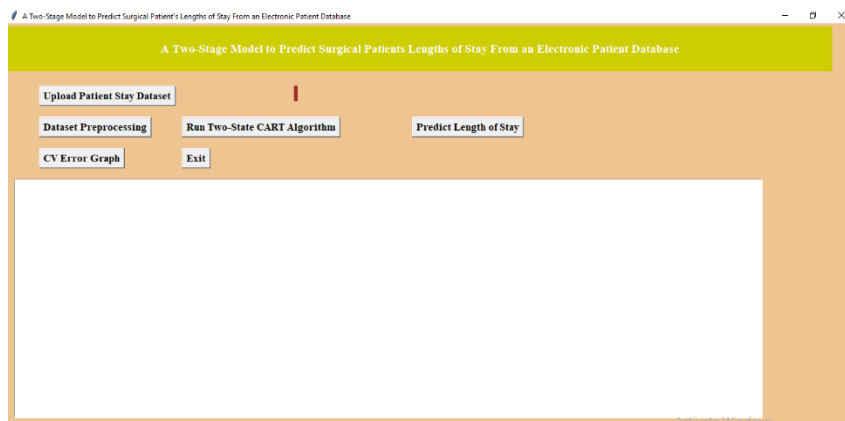 A Two-Stage Model to Predict Surgical Patient's Lengths of Stay From an Electronic Patient Database
A Two-Stage Model to Predict Surgical Patients Lengths of Stay From an Electronic Patient Database
Upload Patient Stay Dataset
Dataset Preprocessing Run Two-State CART Algorithm Predict Length of Stay
CV Error Graph Exit
Activate Windows